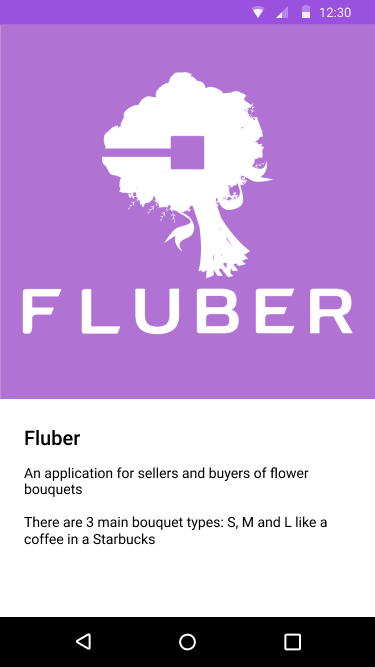 12:30
FLUBER
Fluber
An application for sellers and buyers of flower
bouquets
There are 3 main bouquet types: S, M and L like a
coffee in a Starbucks